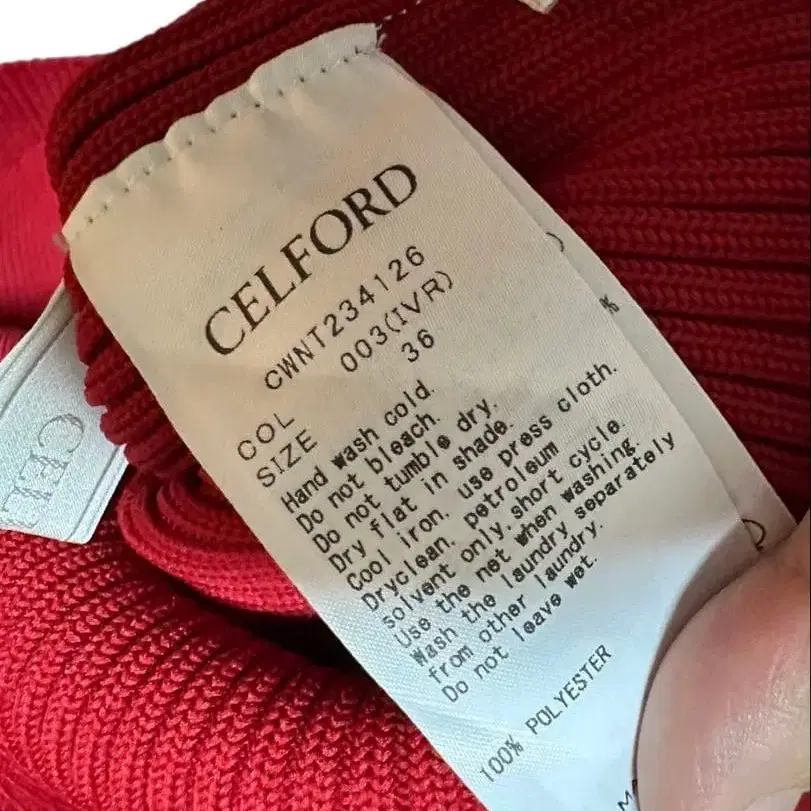 CELFORD
CWNT234126
COL 003(IVR)
SIZE 36
Hand wash cold.
Do not bleach.
Do not tumble dry.
Dry flat in shade.
Cool iron, use press cloth.
Dryclean, petroleum
solvent only,short cycle.
Use the net when washing.
Wash the laundry separately
from other laundry.
Do not leave wet.
100% POLYESTER
M
%
CEL